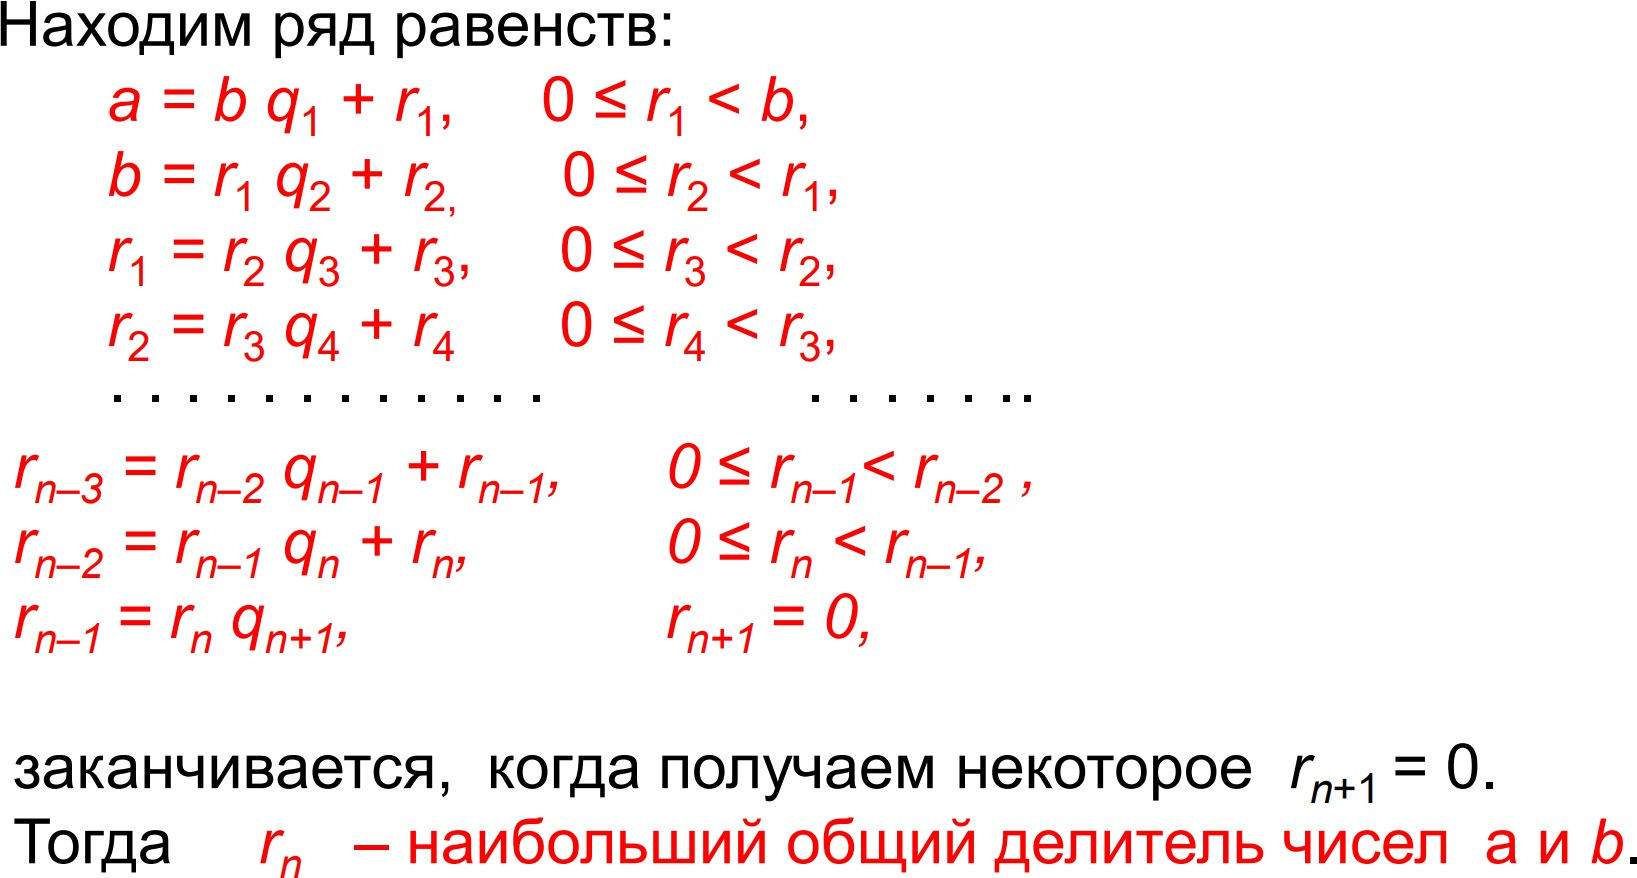 Находим ряд равенств:
a = b q₁ + r₁, 0 ≤ r₁ < b,
b = r₁ q₂ + r₂, 0 ≤ r₂ < r₁,
r₁ = r₂ q₃ + r₃, 0 ≤ r₃ < r₂,
r₂ = r₃ q₄ + r₄ 0 ≤ r₄ < r₃,
. . . . . . . . . . . . . . . . . . .
rₙ₋₃ = rₙ₋₂ qₙ₋₁ + rₙ₋₁, 0 ≤ rₙ₋₁< rₙ₋₂ ,
rₙ₋₂ = rₙ₋₁ qₙ + rₙ, 0 ≤ rₙ < rₙ₋₁,
rₙ₋₁ = rₙ qₙ₊₁, rₙ₊₁ = 0,
заканчивается, когда получаем некоторое rₙ₊₁ = 0.
Тогда rₙ – наибольший общий делитель чисел a и b.